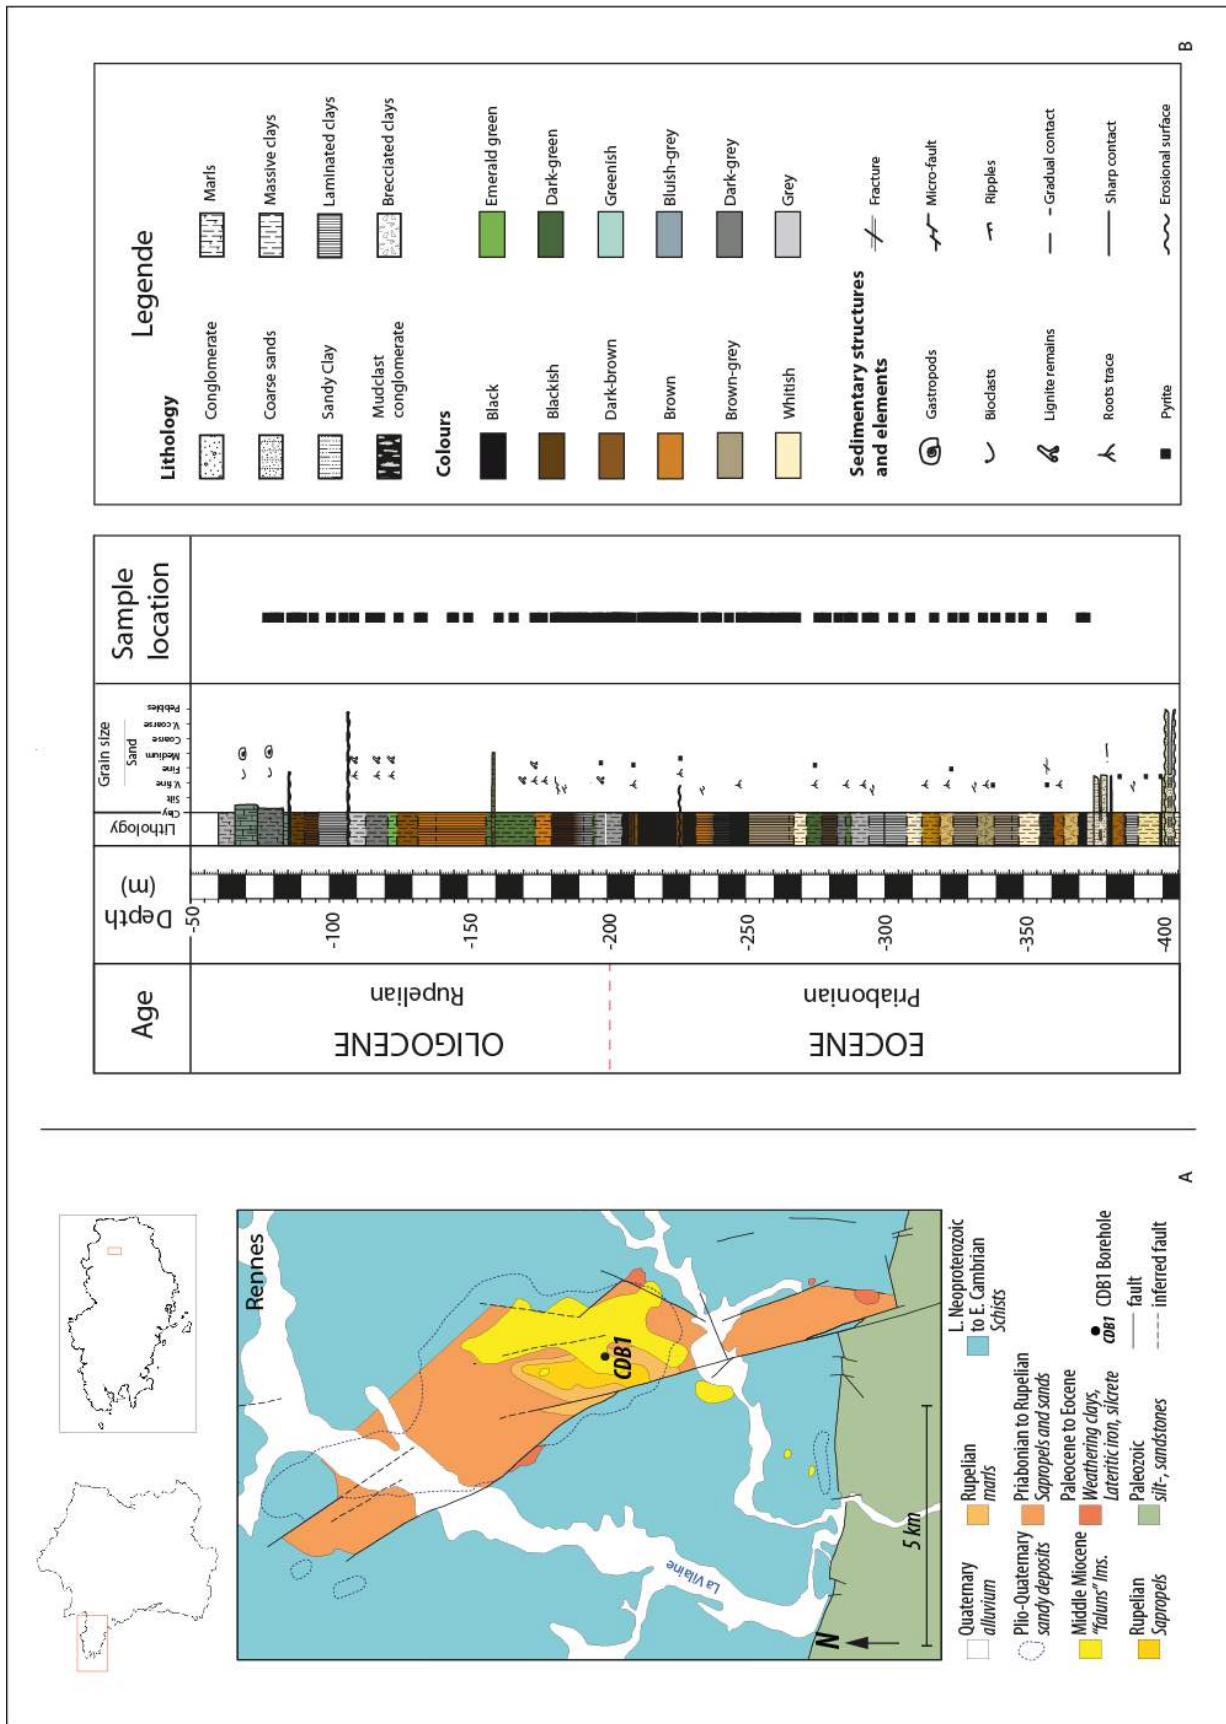 Rennes
CDB1
La Vilaine
N
5 km
Quaternary
alluvium
Plio-Quaternary
sandy deposits
Middle Miocene
"faluns" lms.
Rupelian
Sapropels
Rupelian
marls
Priabonian to Rupelian
Sapropels and sands
Paleocene to Eocene
Weathering clays,
Lateritic iron, silcrete
Paleozoic
silt-, sandstones
L. Neoproterozoic
to E. Cambrian
Schists
CDB1 CDB1 Borehole
fault
inferred fault
A
Age
Depth
(m)
Lithology
Grain size
Sand
Clay
Silt
V. fine
Fine
Medium
Coarse
V. coarse
Pebbles
Sample
location
OLIGOCENE
Rupelian
EOCENE
Priabonian
-50
-100
-150
-200
-250
-300
-350
-400
Legende
Lithology
Conglomerate
Coarse sands
Sandy Clay
Mudclast
conglomerate
Marls
Massive clays
Laminated clays
Brecciated clays
Colours
Black
Blackish
Dark-brown
Brown
Brown-grey
Whitish
Emerald green
Dark-green
Greenish
Bluish-grey
Dark-grey
Grey
Sedimentary structures
and elements
Gastropods
Bioclasts
Lignite remains
Roots trace
Pyrite
Fracture
Micro-fault
Ripples
Gradual contact
Sharp contact
Erosional surface
B